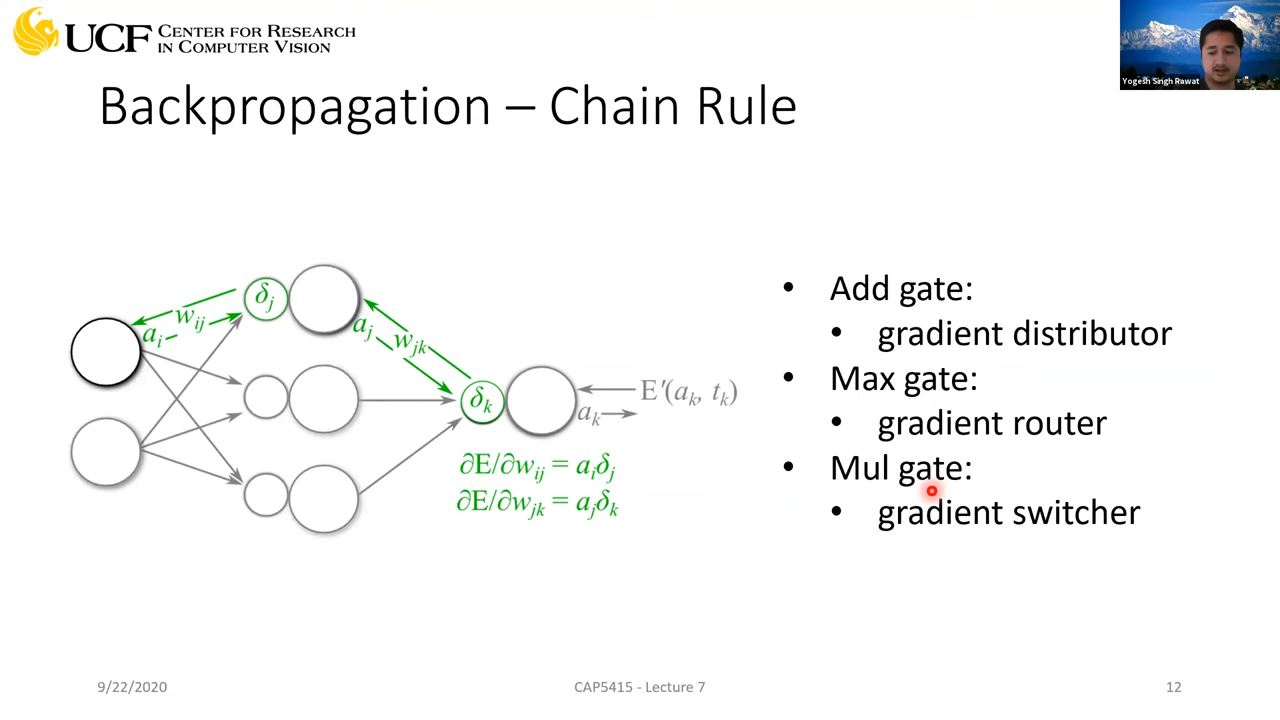 UCF CENTER FOR RESEARCH
IN COMPUTER VISION
Yogesh Singh Rawat
Backpropagation – Chain Rule
δj
wij
ai
aj
wjk
δk
E′(ak, tk)
ak
∂E/∂wij = aiδj
∂E/∂wjk = ajδk
• Add gate:
• gradient distributor
• Max gate:
• gradient router
• Mul gate:
• gradient switcher
9/22/2020
CAP5415 - Lecture 7
12